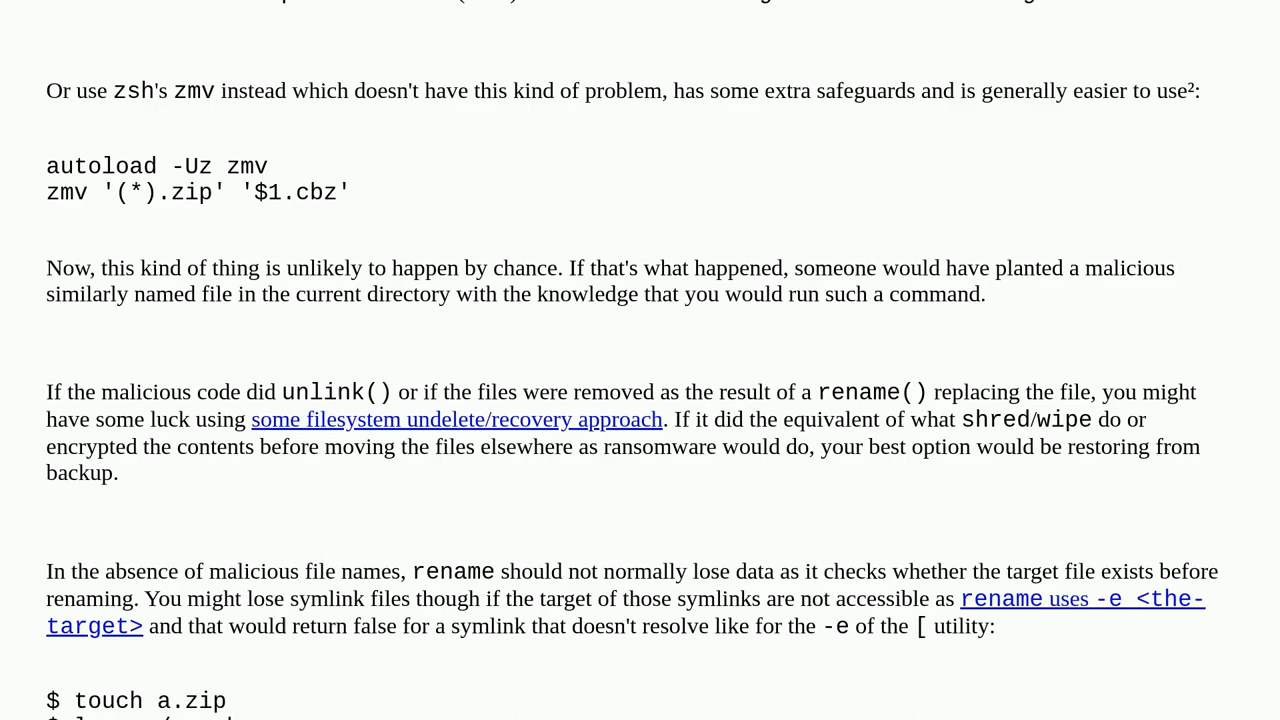 Or use zsh's zmv instead which doesn't have this kind of problem, has some extra safeguards and is generally easier to use²:
autoload -Uz zmv
zmv '(*).zip' '$1.cbz'
Now, this kind of thing is unlikely to happen by chance. If that's what happened, someone would have planted a malicious
similarly named file in the current directory with the knowledge that you would run such a command.
If the malicious code did unlink() or if the files were removed as the result of a rename() replacing the file, you might
have some luck using some filesystem undelete/recovery approach. If it did the equivalent of what shred/wipe do or
encrypted the contents before moving the files elsewhere as ransomware would do, your best option would be restoring from
backup.
In the absence of malicious file names, rename should not normally lose data as it checks whether the target file exists before
renaming. You might lose symlink files though if the target of those symlinks are not accessible as rename uses -e <the-
target> and that would return false for a symlink that doesn't resolve like for the -e of the [ utility:
$ touch a.zip